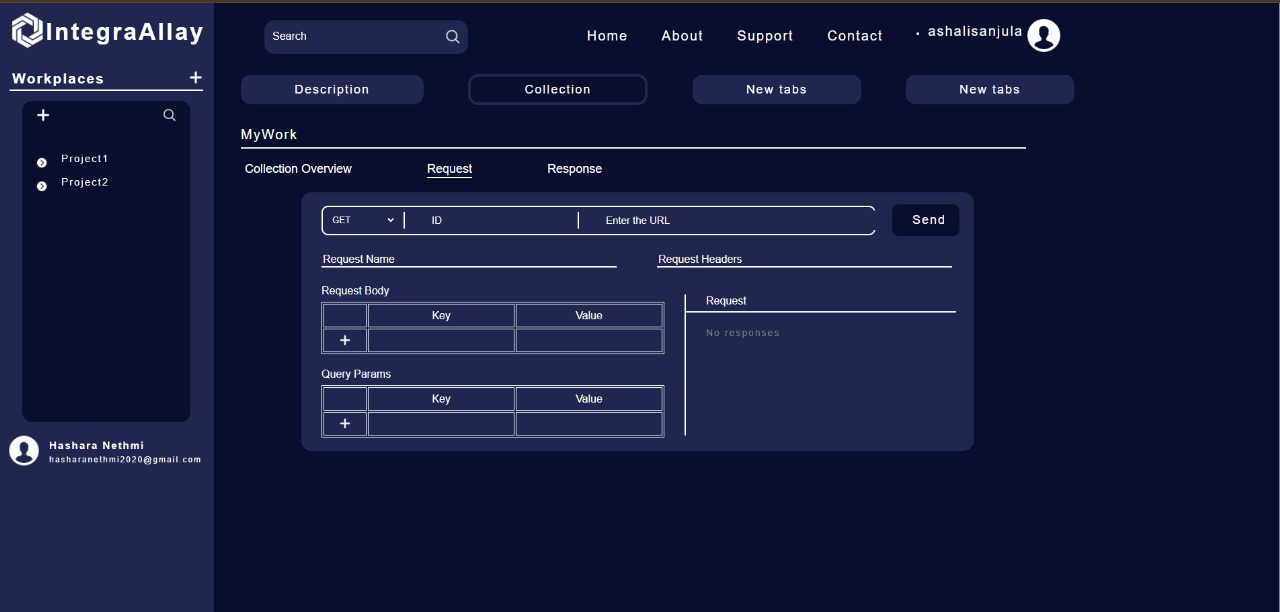 IntegraAllay
Search
Home About Support Contact
ashalisanjula
Workplaces
Description Collection New tabs New tabs
Project1
Project2
MyWork
Collection Overview Request Response
GET ID Enter the URL Send
Request Name Request Headers
Request Body
Key Value
Request
No responses
Query Params
Key Value
Hashara Nethmi
hasharanethmi2020@gmail.com